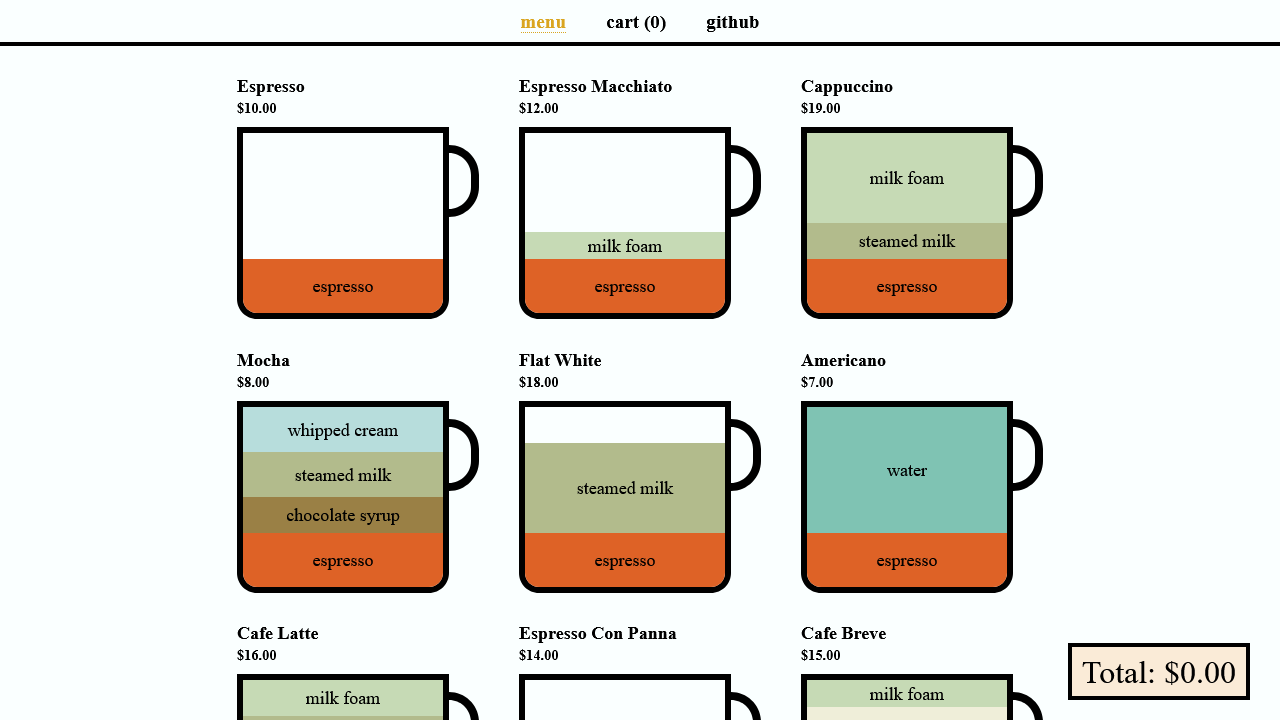 menu cart (0) github
Espresso
$10.00
espresso
Espresso Macchiato
$12.00
milk foam
espresso
Cappuccino
$19.00
milk foam
steamed milk
espresso
Mocha
$8.00
whipped cream
steamed milk
chocolate syrup
espresso
Flat White
$18.00
steamed milk
espresso
Americano
$7.00
water
espresso
Cafe Latte
$16.00
milk foam
Espresso Con Panna
$14.00
Cafe Breve
$15.00
milk foam
Total: $0.00